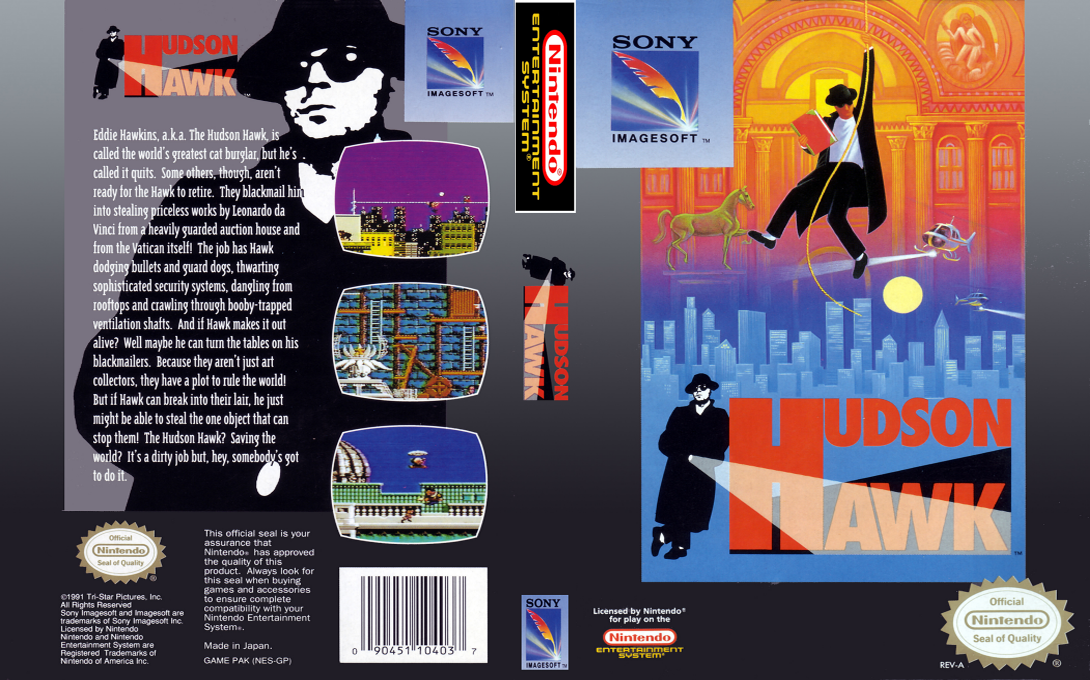 HUDSON
HAWK
Eddie Hawkins, a.k.a. The Hudson Hawk, is
called the world's greatest cat burglar, but he's
called it quits. Some others, though, aren't
ready for the Hawk to retire. They blackmail him
into stealing priceless works by Leonardo da
Vinci from a heavily guarded auction house and
from the Vatican itself! The job has Hawk
dodging bullets and guard dogs, thwarting
sophisticated security systems, dangling from
rooftops and crawling through booby-trapped
ventilation shafts. And if Hawk makes it out
alive? Well maybe he can turn the tables on his
blackmailers. Because they aren't just art
collectors, they have a plot to rule the world!
But if Hawk can break into their lair, he just
might be able to steal the one object that can
stop them! The Hudson Hawk? Saving the
world? It's a dirty job but, hey, somebody's got
to do it.
SONY
IMAGESOFT™
Official
Nintendo
Seal of Quality
®
©1991 Tri-Star Pictures, Inc.
All Rights Reserved
Sony Imagesoft and Imagesoft are
trademarks of Sony Imagesoft Inc.
Licensed by Nintendo
Nintendo and Nintendo
Entertainment System are
Registered Trademarks of
Nintendo of America Inc.
This official seal is your
assurance that
Nintendo® has approved
the quality of this
product. Always look for
this seal when buying
games and accessories
to ensure complete
compatibility with your
Nintendo Entertainment
System®.
Made in Japan.
GAME PAK (NES-GP)
0 90451 10403 7
Nintendo®
ENTERTAINMENT
SYSTEM®
HUDSON
HAWK
SONY
IMAGESOFT™
SONY
IMAGESOFT™
HUDSON
HAWK™
Licensed by Nintendo®
for play on the
Nintendo
ENTERTAINMENT
SYSTEM®
Official
Nintendo
Seal of Quality
®
REV-A